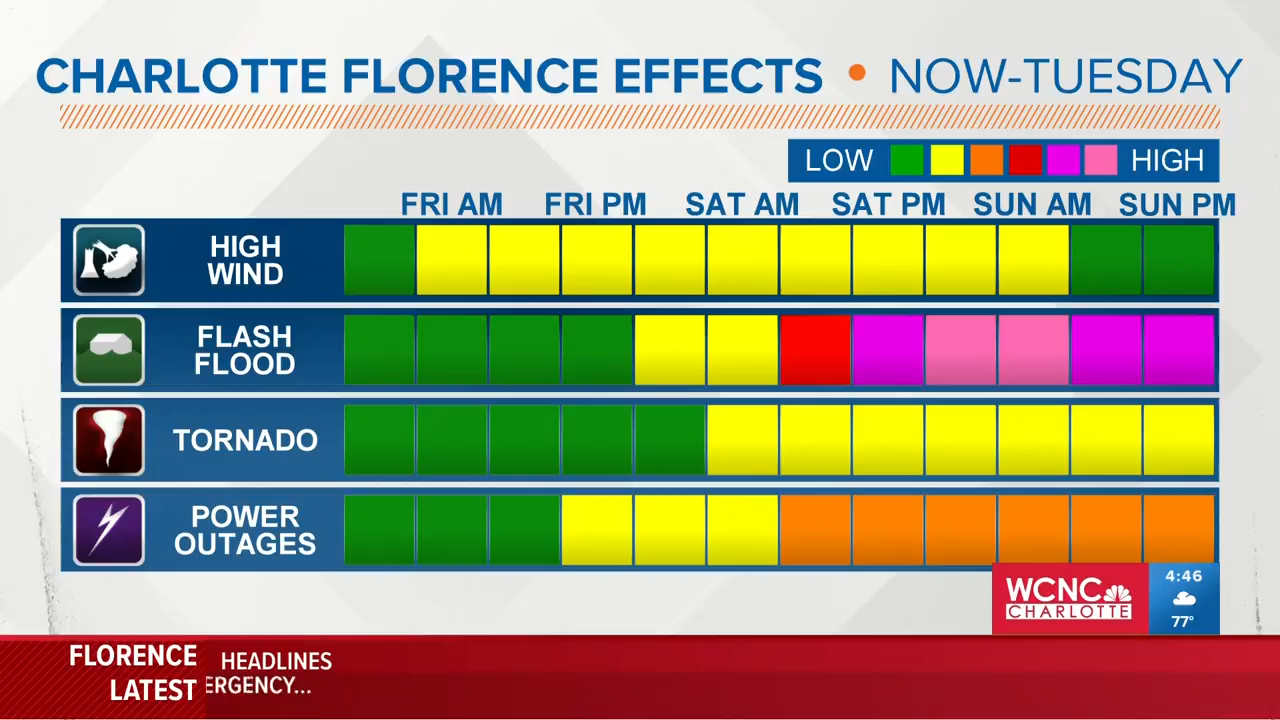 CHARLOTTE FLORENCE EFFECTS • NOW-TUESDAY
LOW HIGH
FRI AM FRI PM SAT AM SAT PM SUN AM SUN PM
HIGH
WIND
FLASH
FLOOD
TORNADO
POWER
OUTAGES
WCNC
CHARLOTTE
4:46
77°
FLORENCE
LATEST
HEADLINES
ERGENCY...